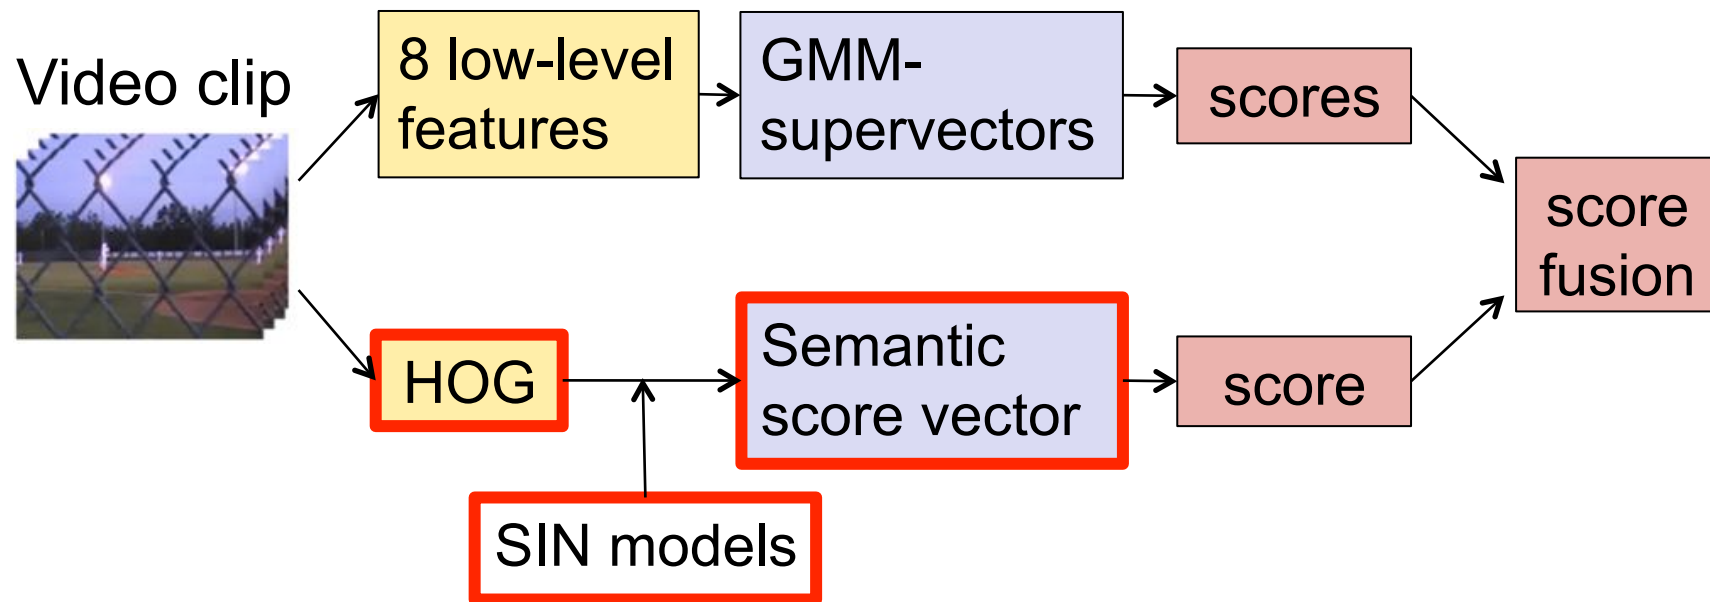 Video clip
8 low-level
features
GMM-
supervectors
scores
score
fusion
HOG
Semantic
score vector
score
SIN models